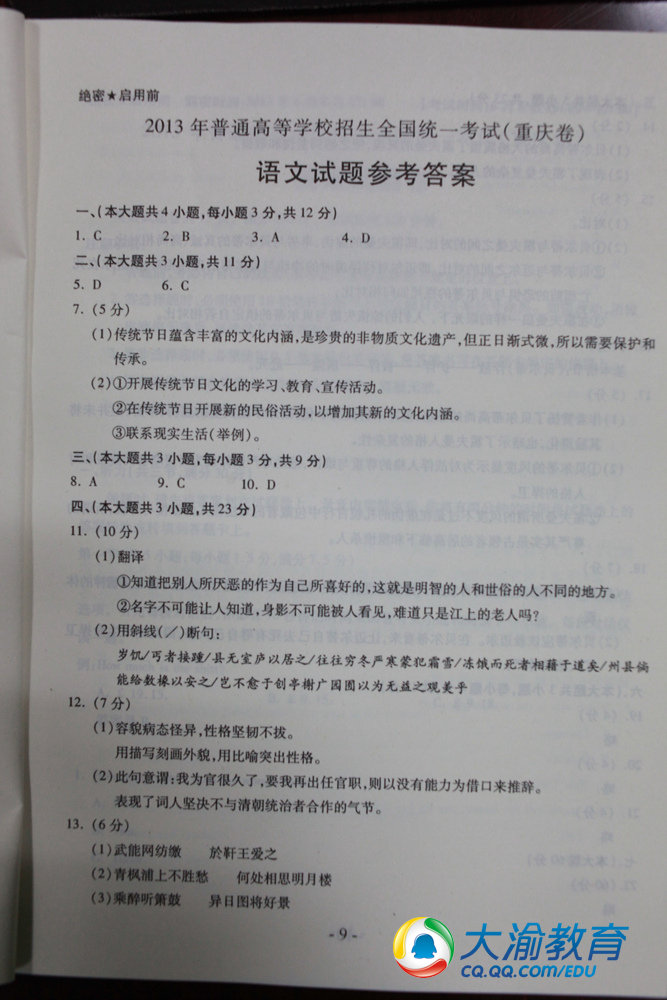 绝密★启用前
2013年普通高等学校招生全国统一考试(重庆卷)
语文试题参考答案
一、(本大题共4小题,每小题3分,共12分)
1. C 2. B 3. A 4. D
二、(本大题共3小题,共11分)
5. D 6. C
7. (5分)
(1)传统节日蕴含丰富的文化内涵,是珍贵的非物质文化遗产,但正日渐式微,所以需要保护和
传承。
(2)①开展传统节日文化的学习、教育、宣传活动。
②在传统节日开展新的民俗活动,以增加其新的文化内涵。
③联系现实生活(举例)。
三、(本大题共3小题,每小题3分,共9分)
8. A 9. C 10. D
四、(本大题共3小题,共23分)
11. (10分)
(1)翻译
①知道把别人所厌恶的作为自己所喜好的,这就是明智的人和世俗的人不同的地方。
②名字不可能让人知道,身影不可能被人看见,难道只是江上的老人吗?
(2)用斜线(/)断句:
岁饥/丐者接踵/县无室庐以居之/往往穷冬严寒蒙犯霜雪/冻饿而死者相藉于道矣/州县倘
能给数椽以安之/岂不愈于创亭榭广园囿以为无益之观美乎
12. (7分)
(1)容貌病态怪异,性格坚韧不拔。
用描写刻画外貌,用比喻突出性格。
(2)此句意谓:我为官很久了,要我再出任官职,则以没有能力为借口来推辞。
表现了词人坚决不与清朝统治者合作的气节。
13. (6分)
(1)武能网纺缴 於靬王爱之
(2)青枫浦上不胜愁 何处相思明月楼
(3)乘醉听箫鼓 异日图将好景
- 9 -
大渝教育
CQ.QQ.COM/EDU